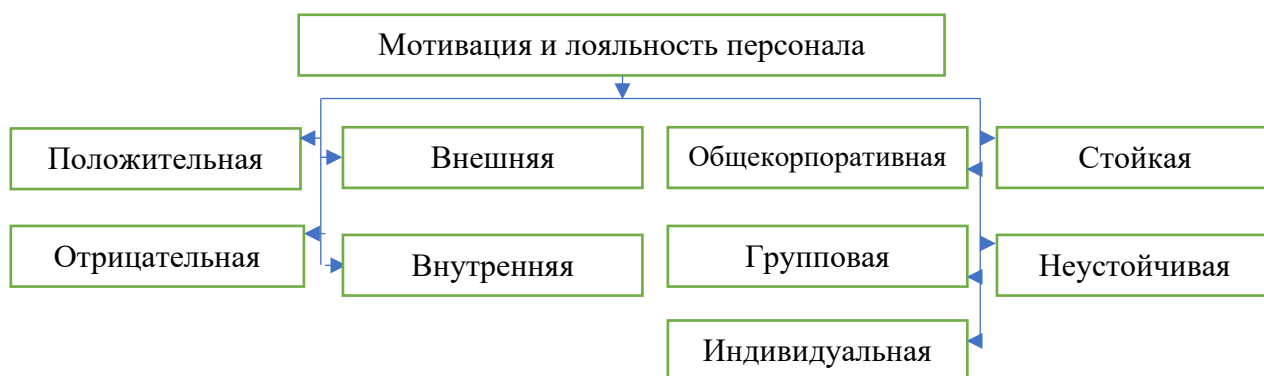 Мотивация и лояльность персонала
Положительная
Внешняя
Общекорпоративная
Стойкая
Отрицательная
Внутренняя
Групповая
Неустойчивая
Индивидуальная